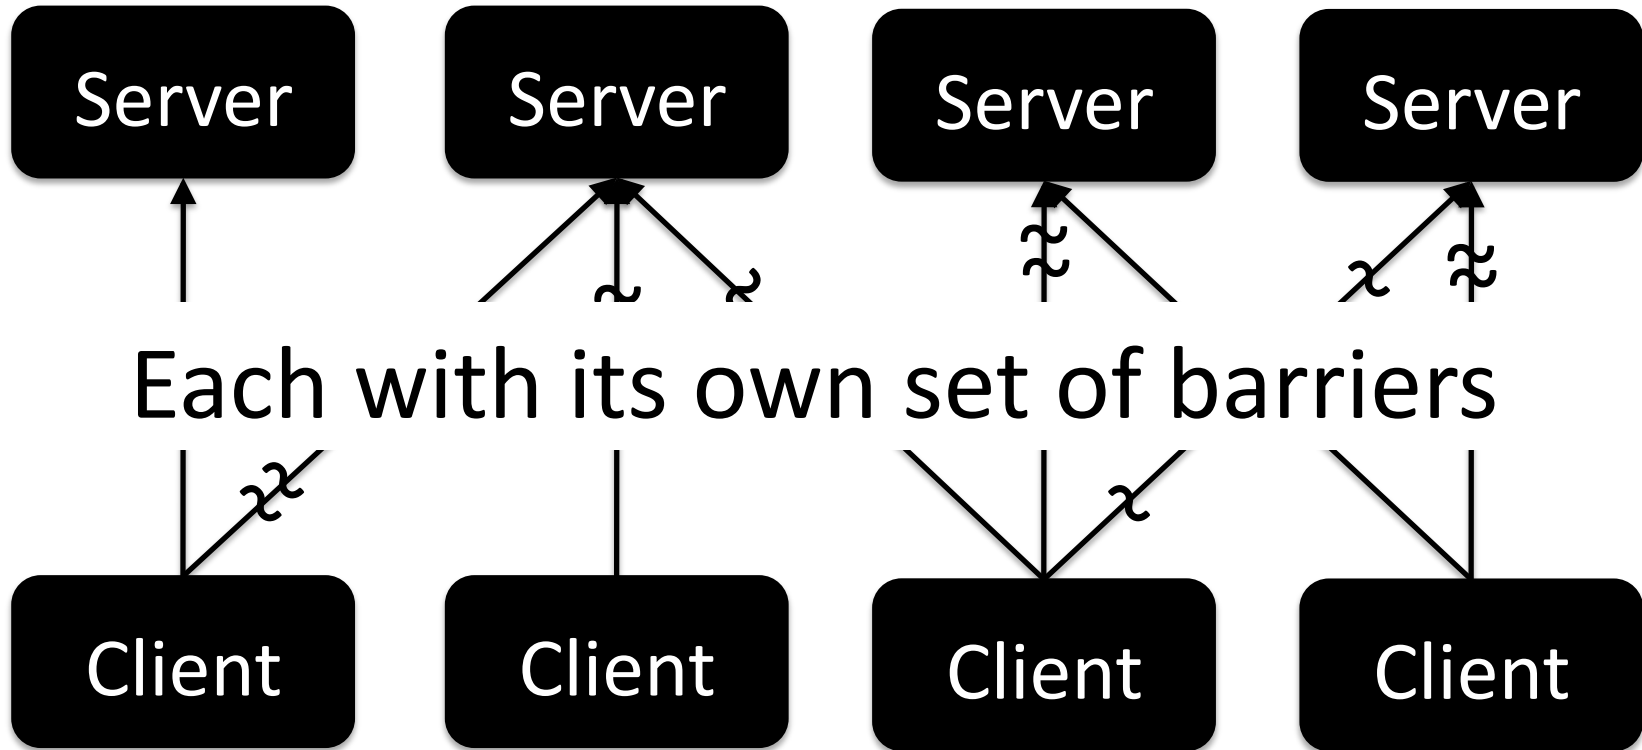 Server Server Server Server
Each with its own set of barriers
Client Client Client Client